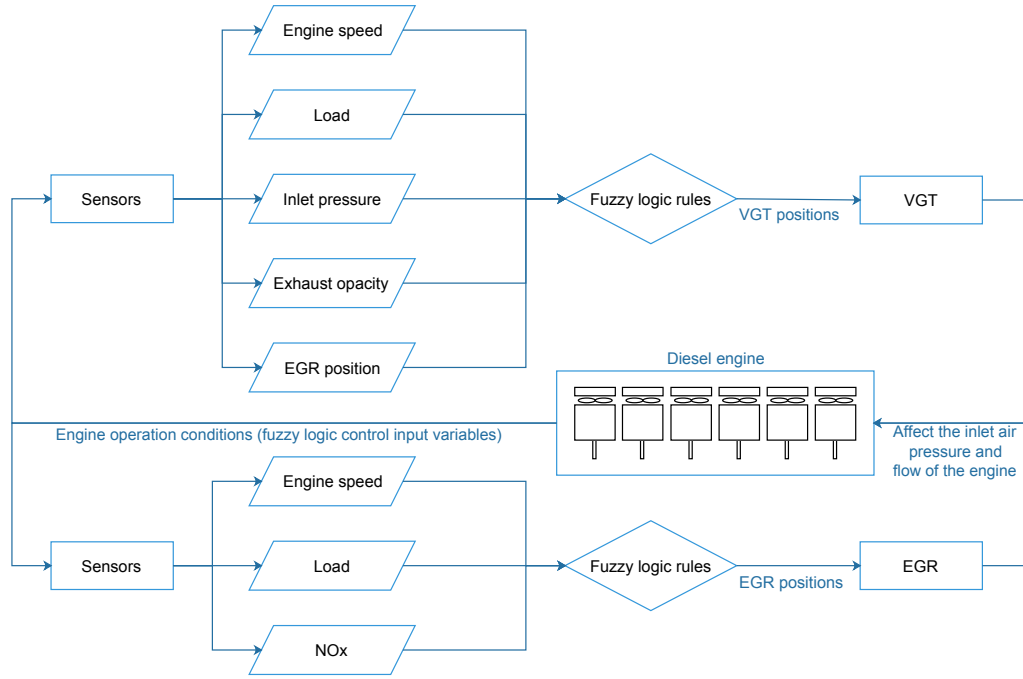 Engine speed
Load
Sensors
Inlet pressure
Fuzzy logic rules
VGT positions
VGT
Exhaust opacity
EGR position
Diesel engine
Engine operation conditions (fuzzy logic control input variables)
Affect the inlet air
pressure and
flow of the engine
Engine speed
Sensors
Load
Fuzzy logic rules
EGR positions
EGR
NOx